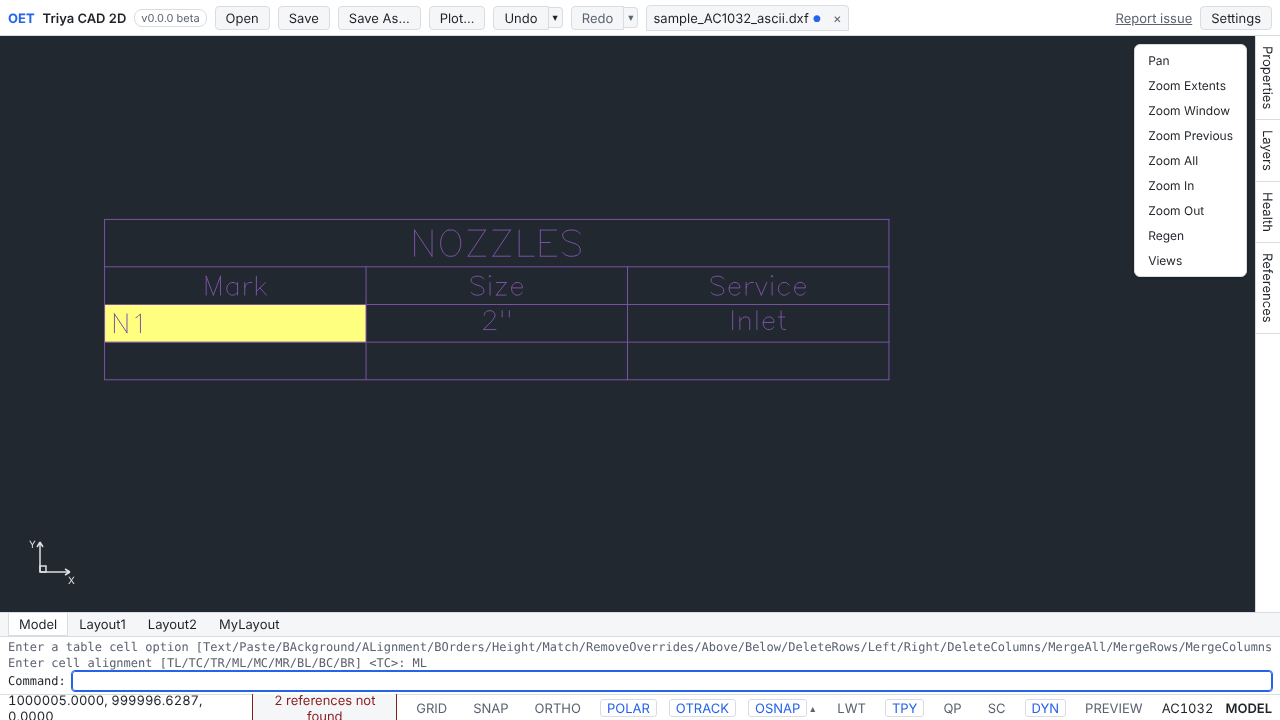 OET Triya CAD 2D v0.0.0 beta Open Save Save As... Plot... Undo ▾ Redo ▾ sample_AC1032_ascii.dxf ● × Report issue Settings
Pan
Zoom Extents
Zoom Window
Zoom Previous
Zoom All
Zoom In
Zoom Out
Regen
Views
Properties
Layers
Health
References
NOZZLES
Mark Size Service
N1 2" Inlet
Y
X
Model Layout1 Layout2 MyLayout
Enter a table cell option [Text/Paste/BAckground/ALignment/BOrders/Height/Match/RemoveOverrides/Above/Below/DeleteRows/Left/Right/DeleteColumns/MergeAll/MergeRows/MergeColumns
Enter cell alignment [TL/TC/TR/ML/MC/MR/BL/BC/BR] <TC>: ML
Command:
1000005.0000, 999996.6287, 0.0000
2 references not found
GRID SNAP ORTHO POLAR OTRACK OSNAP ▴ LWT TPY QP SC DYN PREVIEW AC1032 MODEL